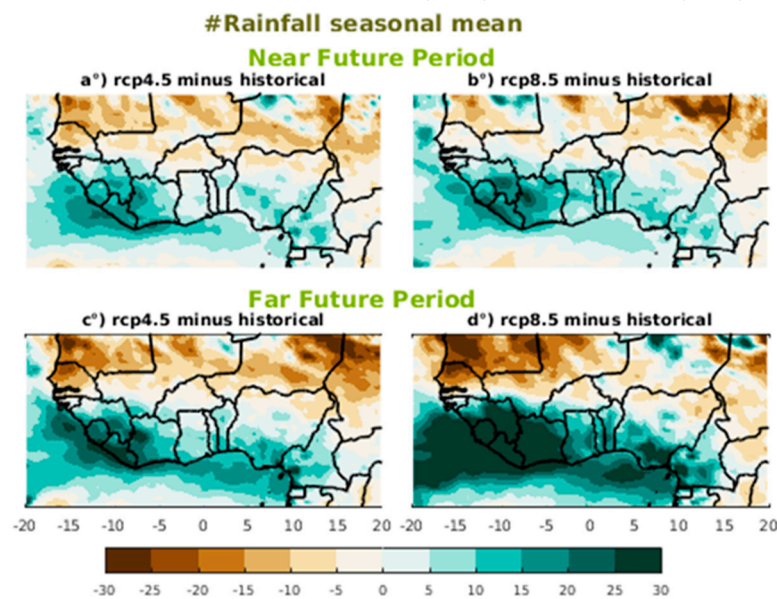 #Rainfall seasonal mean
Near Future Period
a°) rcp4.5 minus historical b°) rcp8.5 minus historical
Far Future Period
c°) rcp4.5 minus historical d°) rcp8.5 minus historical
-20 -15 -10 -5 0 5 10 15 20 -20 -15 -10 -5 0 5 10 15 20
-30 -25 -20 -15 -10 -5 0 5 10 15 20 25 30